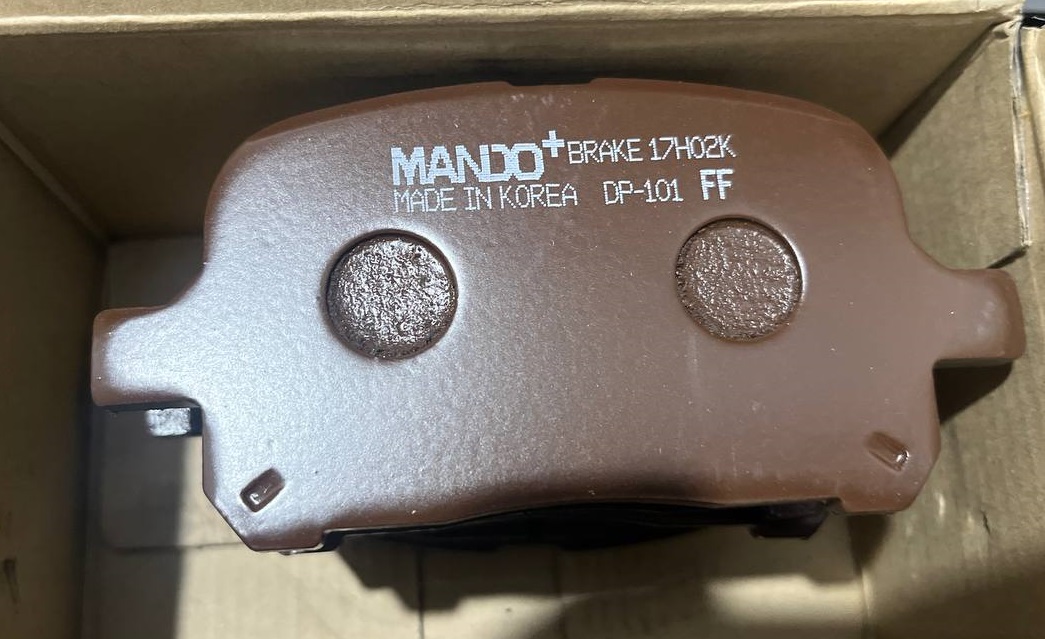 MANDO+ BRAKE 17H02K
MADE IN KOREA DP-101 FF